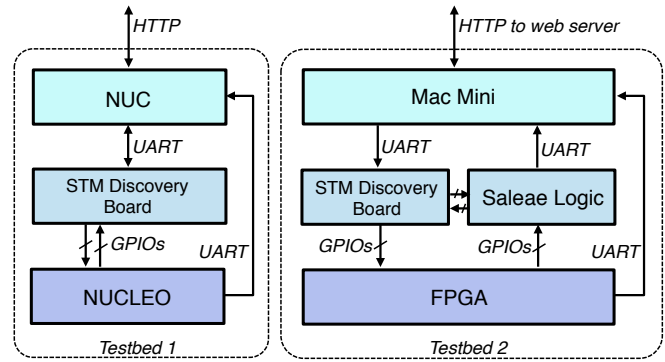 HTTP
NUC
UART
STM Discovery
Board
GPIOs
UART
NUCLEO
Testbed 1
HTTP to web server
Mac Mini
UART
UART
STM Discovery
Board
Saleae Logic
GPIOs
GPIOs
UART
FPGA
Testbed 2